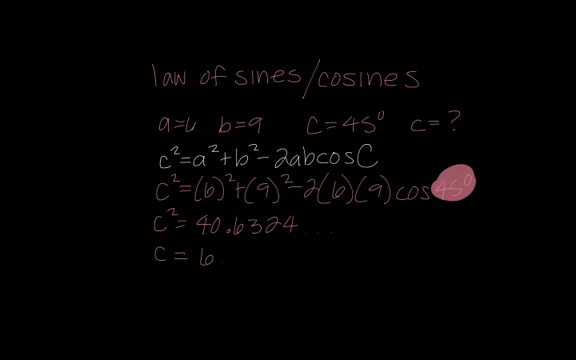 law of sines/cosines
a=6 b=9 C=45° c=?
c²=a²+b²-2abcosC
c²=(6)²+(9)²-2(6)(9)cos45°
c²=40.6324...
c=6